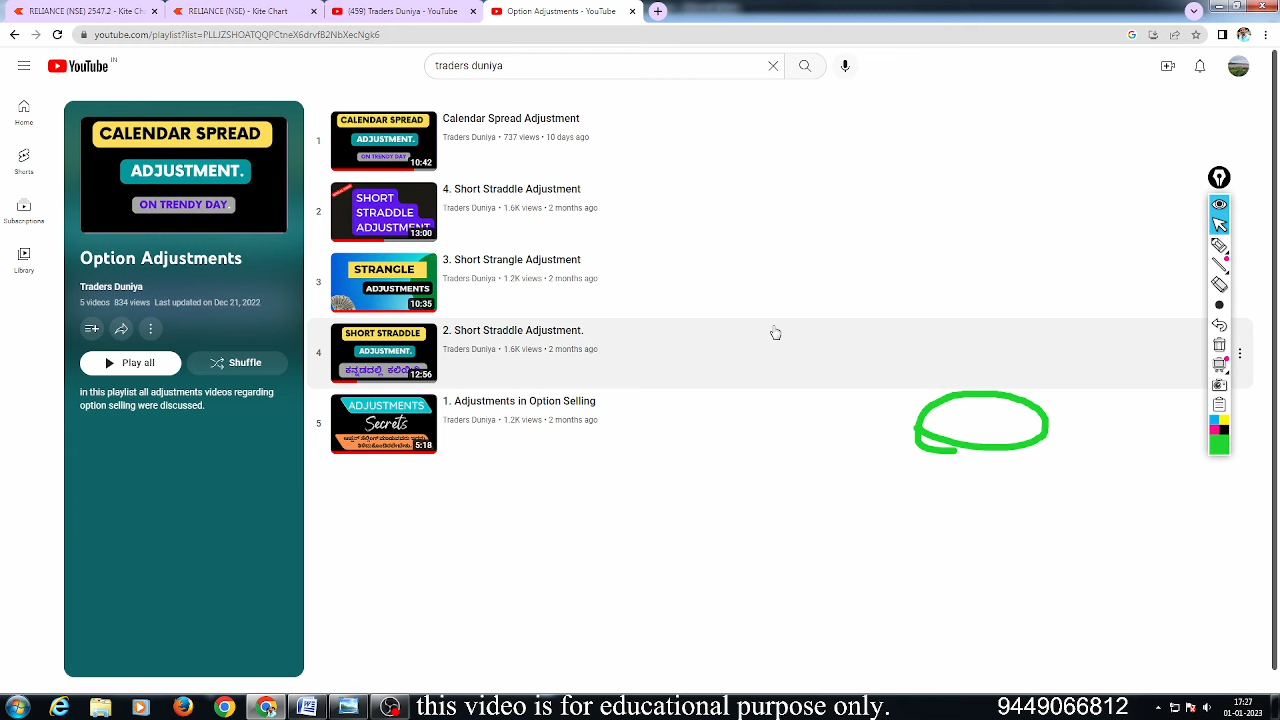 RELIANCE (NSE) 2547.2 - Kite Cha
RELIANCE (NSE) - Kite Chart
(459) Traders Duniya - YouTube
Option Adjustments - YouTube
youtube.com/playlist?list=PLLJZSHOATQQPCtneX6drvfB2NbXecNgk6
YouTube IN
traders duniya
Home
Shorts
Subscriptions
Library
CALENDAR SPREAD
ADJUSTMENT.
ON TRENDY DAY.
Option Adjustments
Traders Duniya
5 videos 834 views Last updated on Dec 21, 2022
Play all
Shuffle
in this playlist all adjustments videos regarding
option selling were discussed.
1
CALENDAR SPREAD
ADJUSTMENT.
ON TRENDY DAY
10:42
Calendar Spread Adjustment
Traders Duniya • 737 views • 10 days ago
2
SHORT
STRADDLE
ADJUSTMENT
13:00
4. Short Straddle Adjustment
Traders Duniya • 1.6K views • 2 months ago
3
STRANGLE
ADJUSTMENTS
10:35
3. Short Strangle Adjustment
Traders Duniya • 1.2K views • 2 months ago
4
SHORT STRADDLE
ADJUSTMENT.
ಕನ್ನಡದಲ್ಲಿ
12:56
2. Short Straddle Adjustment.
Traders Duniya • 1.6K views • 2 months ago
5
ADJUSTMENTS
Secrets
5:18
1. Adjustments in Option Selling
Traders Duniya • 1.2K views • 2 months ago
this video is for educational purpose only.
9449066812
17:27
01-01-2023